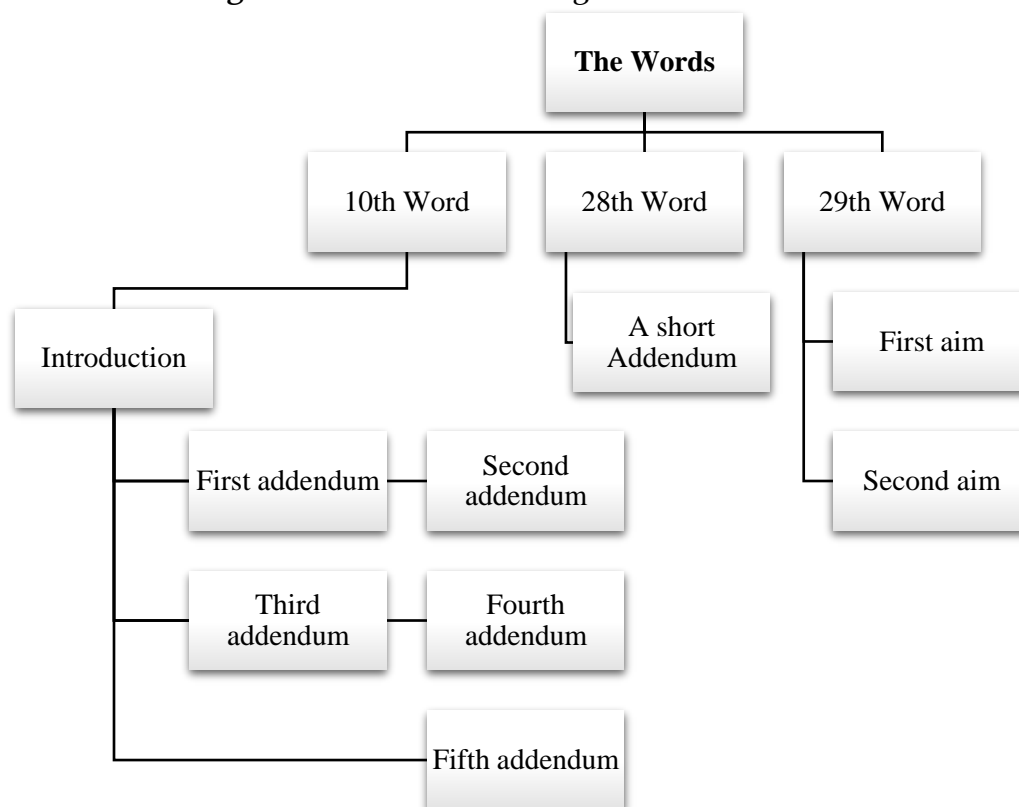 The Words
10th Word
28th Word
29th Word
Introduction
A short
Addendum
First aim
First addendum
Second
addendum
Second aim
Third
addendum
Fourth
addendum
Fifth addendum